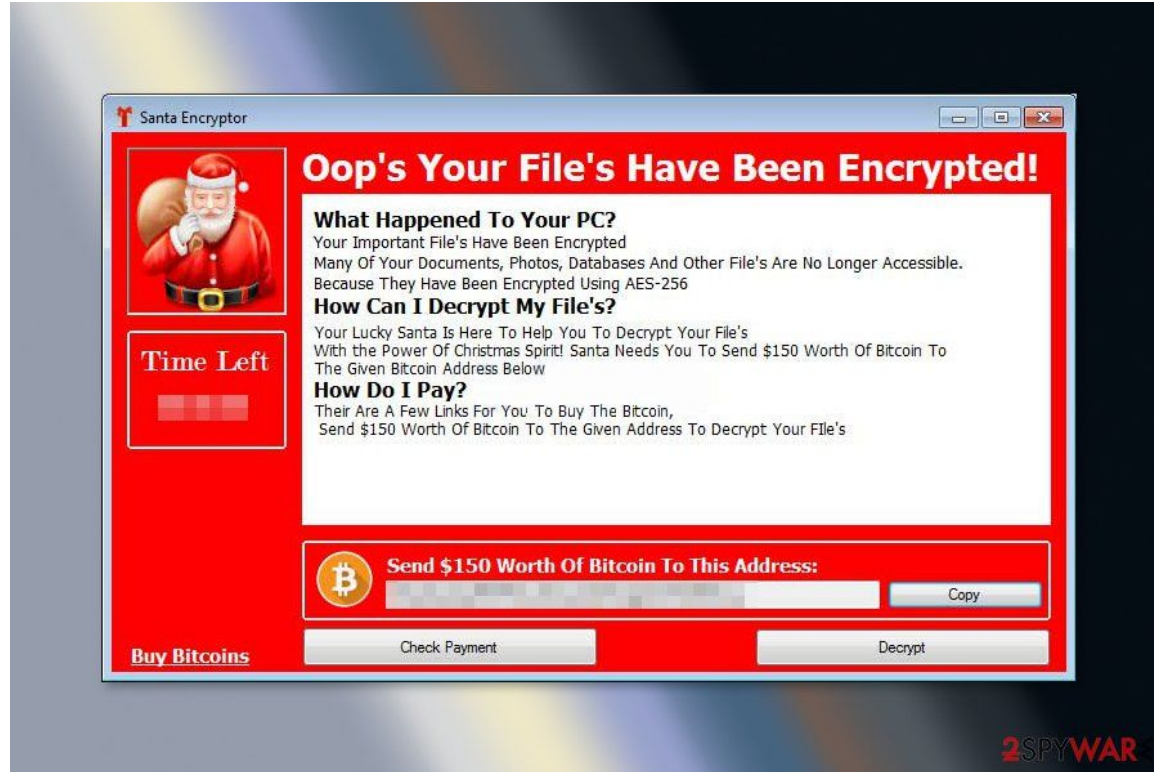 Santa Encryptor
Oop's Your File's Have Been Encrypted!
What Happened To Your PC?
Your Important File's Have Been Encrypted
Many Of Your Documents, Photos, Databases And Other File's Are No Longer Accessible.
Because They Have Been Encrypted Using AES-256
How Can I Decrypt My File's?
Your Lucky Santa Is Here To Help You To Decrypt Your File's
With the Power Of Christmas Spirit! Santa Needs You To Send $150 Worth Of Bitcoin To
The Given Bitcoin Address Below
How Do I Pay?
Their Are A Few Links For You To Buy The Bitcoin,
Send $150 Worth Of Bitcoin To The Given Address To Decrypt Your FIle's
Time Left
Send $150 Worth Of Bitcoin To This Address:
Copy
Buy Bitcoins
Check Payment
Decrypt
2SPYWAR